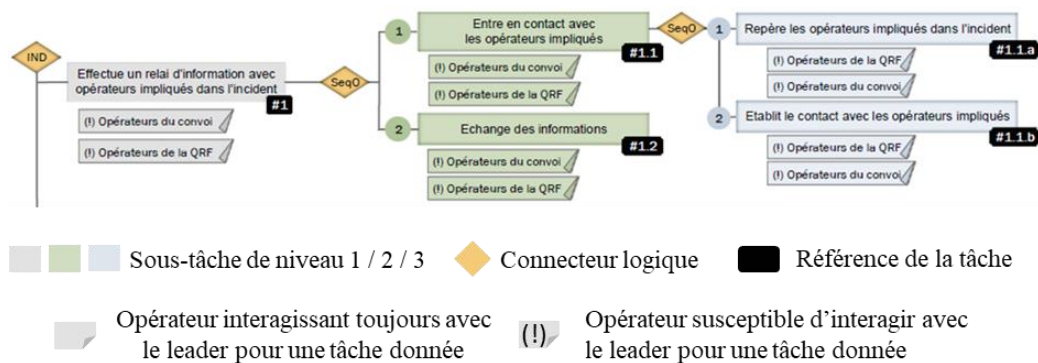 IND
Effectue un relai d'information avec
opérateurs impliqués dans l'incident
#1
(!) Opérateurs du convoi
(!) Opérateurs de la QRF
SeqO
1
Entre en contact avec
les opérateurs impliqués
#1.1
(!) Opérateurs du convoi
(!) Opérateurs de la QRF
2
Echange des informations
#1.2
(!) Opérateurs du convoi
(!) Opérateurs de la QRF
SeqO
1
Repère les opérateurs impliqués dans l'incident
#1.1.a
(!) Opérateurs de la QRF
(!) Opérateurs du convoi
2
Etablit le contact avec les opérateurs impliqués
#1.1.b
(!) Opérateurs de la QRF
(!) Opérateurs du convoi
Sous-tâche de niveau 1 / 2 / 3
Connecteur logique
Référence de la tâche
Opérateur interagissant toujours avec
le leader pour une tâche donnée
(!)
Opérateur susceptible d'interagir avec
le leader pour une tâche donnée